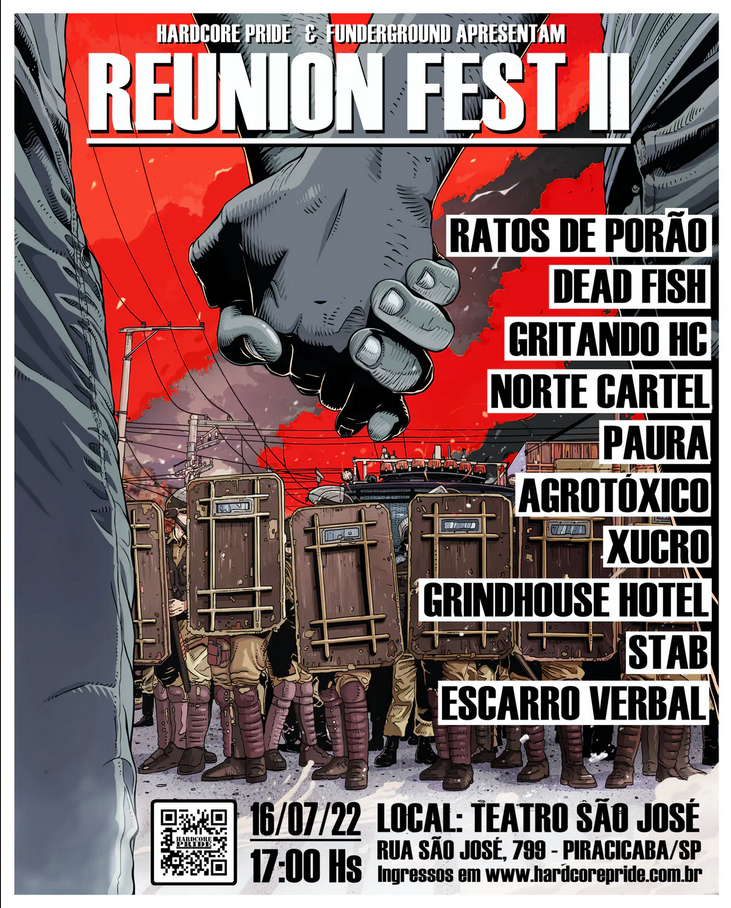 HARDCORE PRIDE & FUNDERGROUND APRESENTAM
REUNION FEST II
RATOS DE PORÃO
DEAD FISH
GRITANDO HC
NORTE CARTEL
PAURA
AGROTÓXICO
XUCRO
GRINDHOUSE HOTEL
STAB
ESCARRO VERBAL
HARDCORE
PRIDE
16/07/22
17:00 Hs
LOCAL: TEATRO SÃO JOSÉ
RUA SÃO JOSÉ, 799 - PIRACICABA/SP
Ingressos em www.hardcorepride.com.br